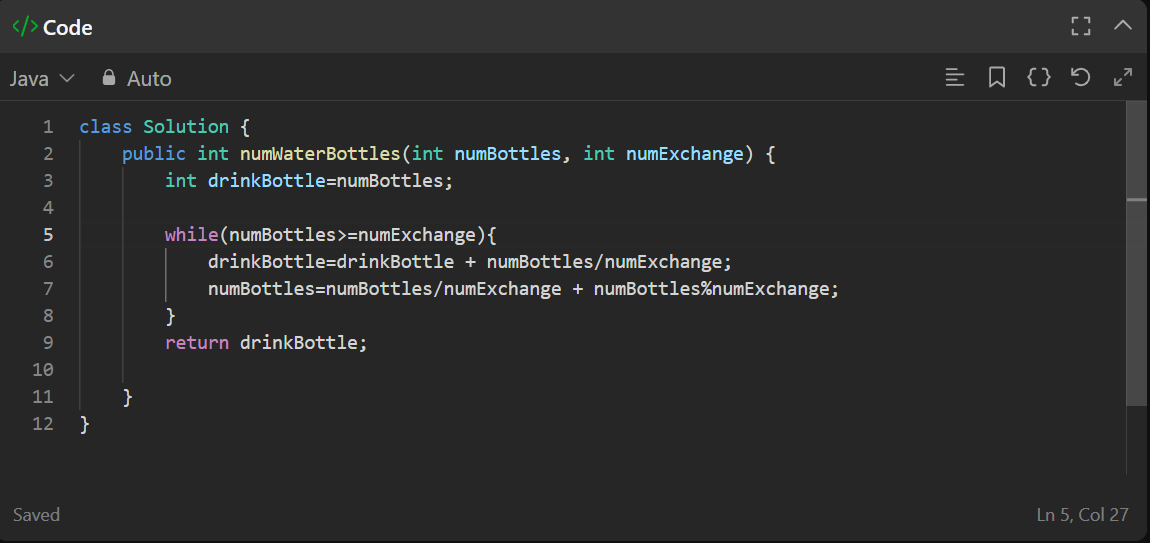 </> Code
Java Auto
1 class Solution {
2     public int numWaterBottles(int numBottles, int numExchange) {
3         int drinkBottle=numBottles;
4
5         while(numBottles>=numExchange){
6             drinkBottle=drinkBottle + numBottles/numExchange;
7             numBottles=numBottles/numExchange + numBottles%numExchange;
8         }
9         return drinkBottle;
10
11     }
12 }
Saved Ln 5, Col 27